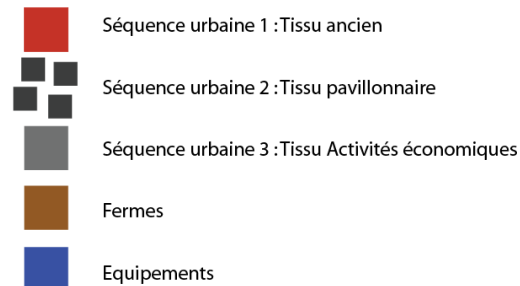 Séquence urbaine 1 : Tissu ancien
Séquence urbaine 2 : Tissu pavillonnaire
Séquence urbaine 3 : Tissu Activités économiques
Fermes
Equipements